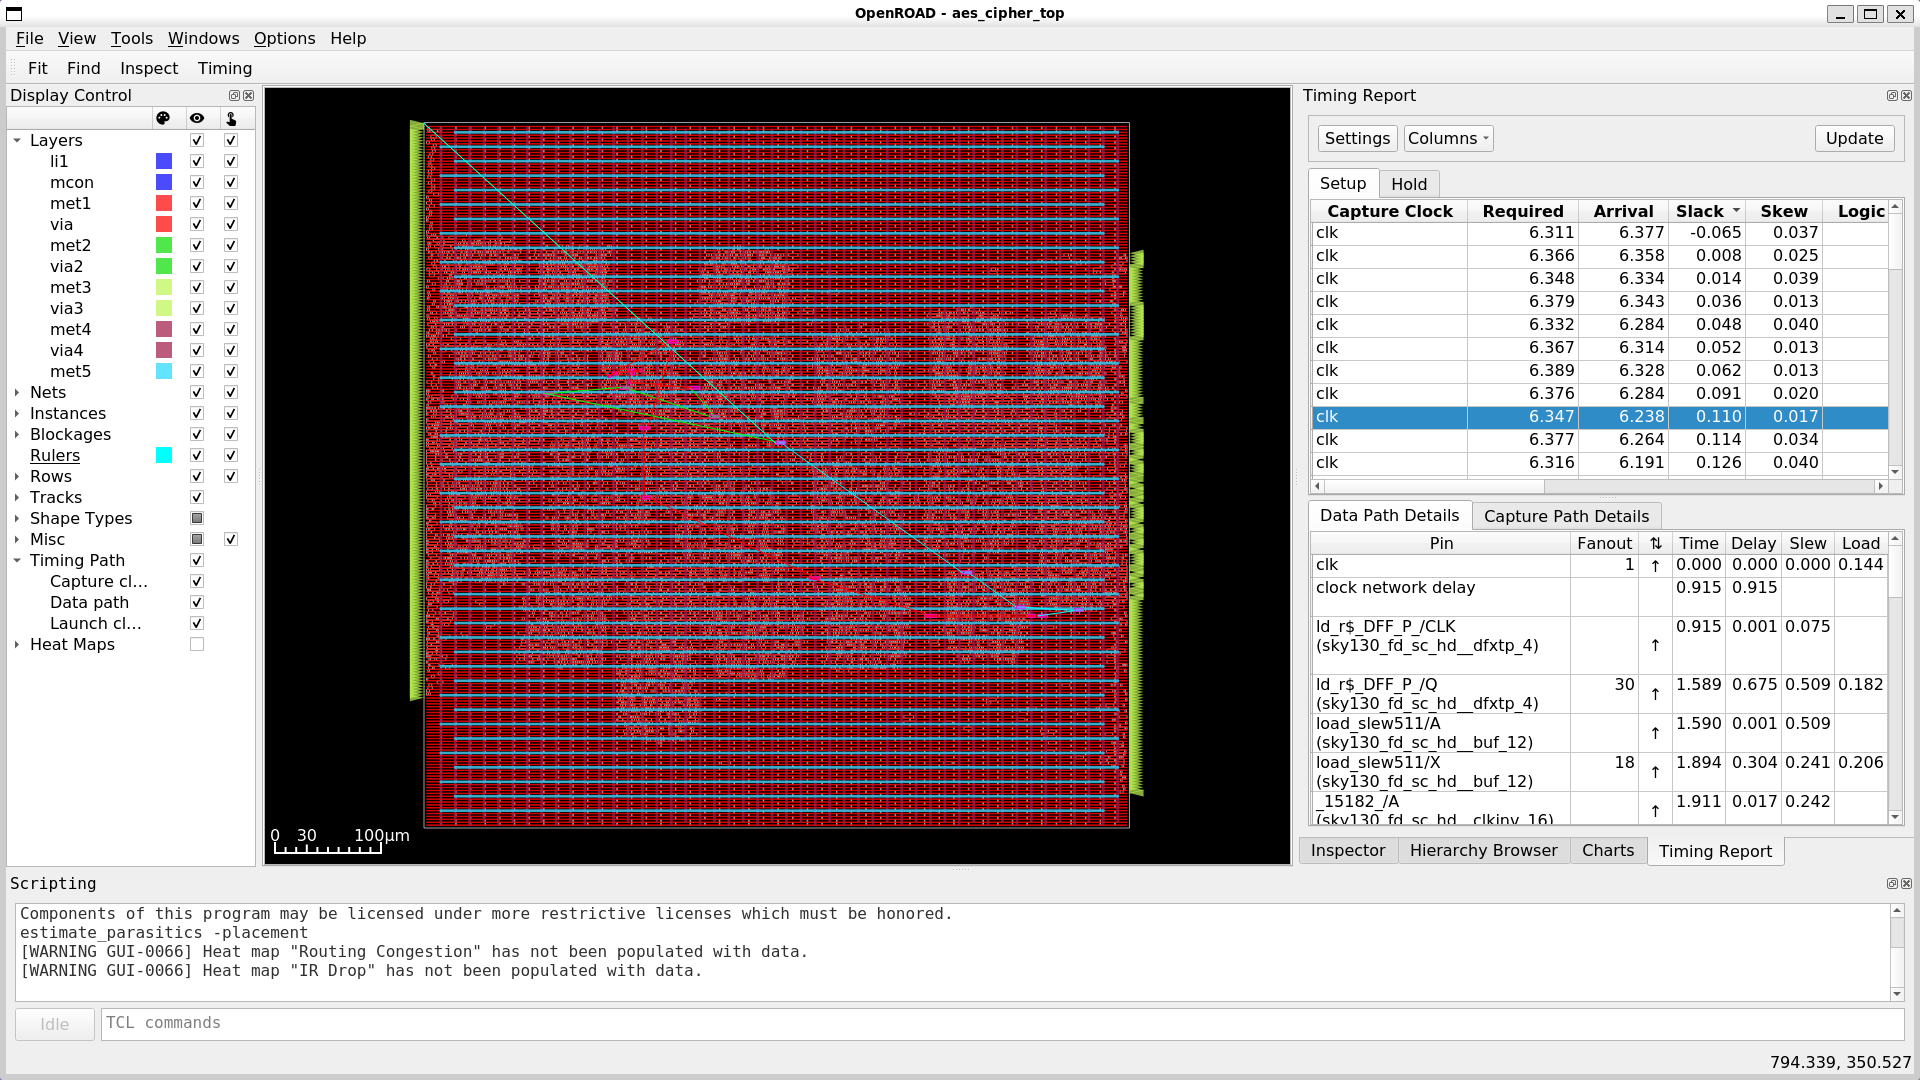 OpenROAD - aes_cipher_top
File View Tools Windows Options Help
Fit Find Inspect Timing
Display Control
Layers
li1
mcon
met1
via
met2
via2
met3
via3
met4
via4
met5
Nets
Instances
Blockages
Rulers
Rows
Tracks
Shape Types
Misc
Timing Path
Capture cl...
Data path
Launch cl...
Heat Maps
0 30 100µm
Timing Report
Settings Columns Update
Setup Hold
Capture Clock Required Arrival Slack Skew Logic
clk 6.311 6.377 -0.065 0.037
clk 6.366 6.358 0.008 0.025
clk 6.348 6.334 0.014 0.039
clk 6.379 6.343 0.036 0.013
clk 6.332 6.284 0.048 0.040
clk 6.367 6.314 0.052 0.013
clk 6.389 6.328 0.062 0.013
clk 6.376 6.284 0.091 0.020
clk 6.347 6.238 0.110 0.017
clk 6.377 6.264 0.114 0.034
clk 6.316 6.191 0.126 0.040
Data Path Details Capture Path Details
Pin Fanout ⇅ Time Delay Slew Load
clk 1 ↑ 0.000 0.000 0.000 0.144
clock network delay 0.915 0.915
ld_r$_DFF_P_/CLK
(sky130_fd_sc_hd__dfxtp_4) ↑ 0.915 0.001 0.075
ld_r$_DFF_P_/Q
(sky130_fd_sc_hd__dfxtp_4) 30 ↑ 1.589 0.675 0.509 0.182
load_slew511/A
(sky130_fd_sc_hd__buf_12) ↑ 1.590 0.001 0.509
load_slew511/X
(sky130_fd_sc_hd__buf_12) 18 ↑ 1.894 0.304 0.241 0.206
_15182_/A
(sky130_fd_sc_hd__clkinv_16) ↑ 1.911 0.017 0.242
Inspector Hierarchy Browser Charts Timing Report
Scripting
Components of this program may be licensed under more restrictive licenses which must be honored.
estimate_parasitics -placement
[WARNING GUI-0066] Heat map "Routing Congestion" has not been populated with data.
[WARNING GUI-0066] Heat map "IR Drop" has not been populated with data.
Idle TCL commands
794.339, 350.527